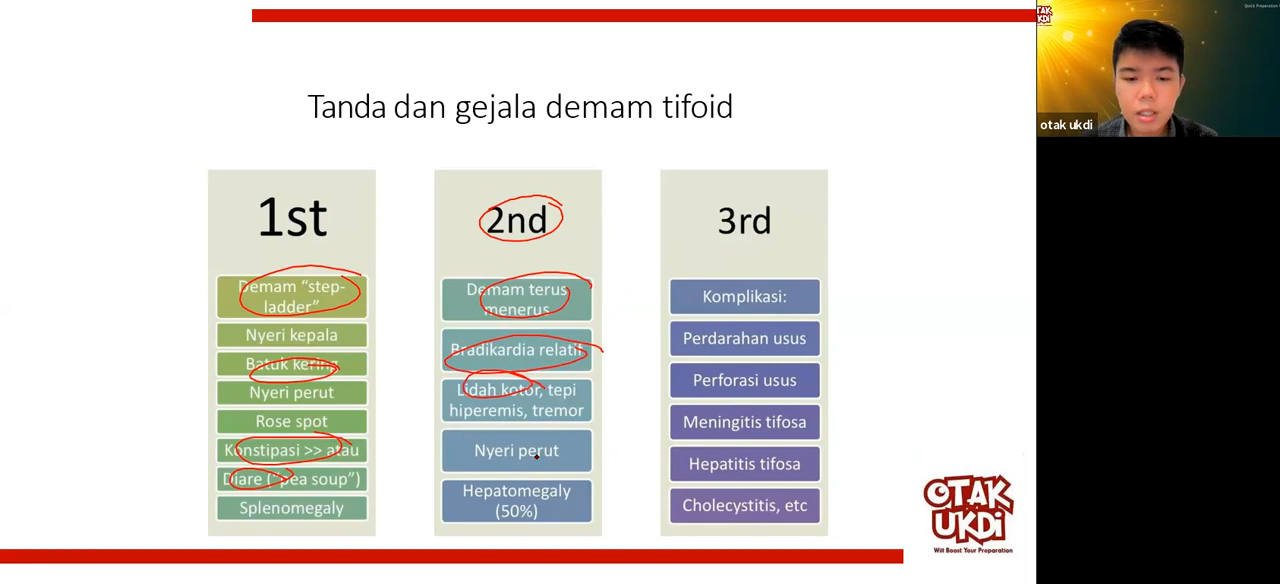 Tanda dan gejala demam tifoid
1st
Demam “step-
ladder”
Nyeri kepala
Batuk kering
Nyeri perut
Rose spot
Konstipasi >> atau
Diare (“pea soup”)
Splenomegaly
2nd
Demam terus
menerus
Bradikardia relatif
Lidah kotor, tepi
hiperemis, tremor
Nyeri perut
Hepatomegaly
(50%)
3rd
Komplikasi:
Perdarahan usus
Perforasi usus
Meningitis tifosa
Hepatitis tifosa
Cholecystitis, etc
OTAK
UKDI
Will Boost Your Preparation
OTAK
UKDI
otak ukdi